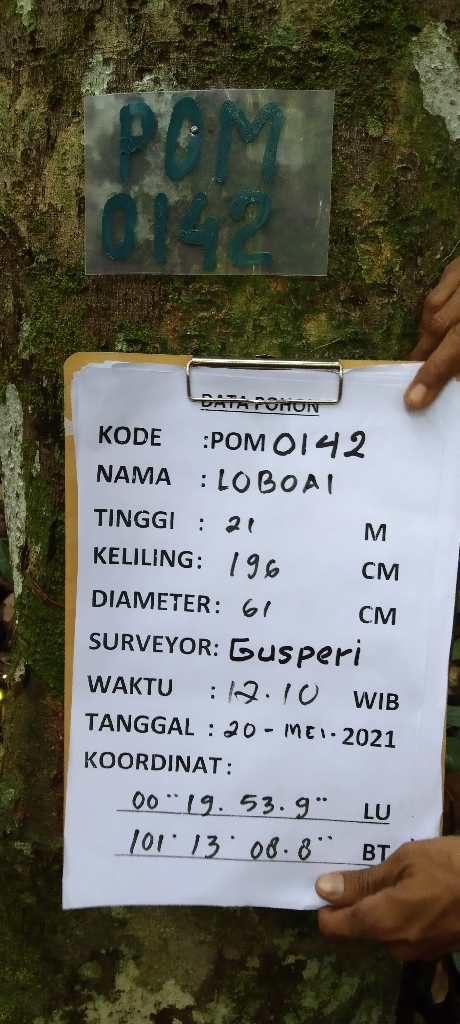 POM
0142
DATA POHON
KODE :POM 0142
NAMA : LOBOAI
TINGGI : 21 M
KELILING: 196 CM
DIAMETER: 61 CM
SURVEYOR: Gusperi
WAKTU : 12.10 WIB
TANGGAL : 20 - MEI - 2021
KOORDINAT:
00¨ 19. 53.9¨ LU
101˙ 13˙ 08.8¨ BT